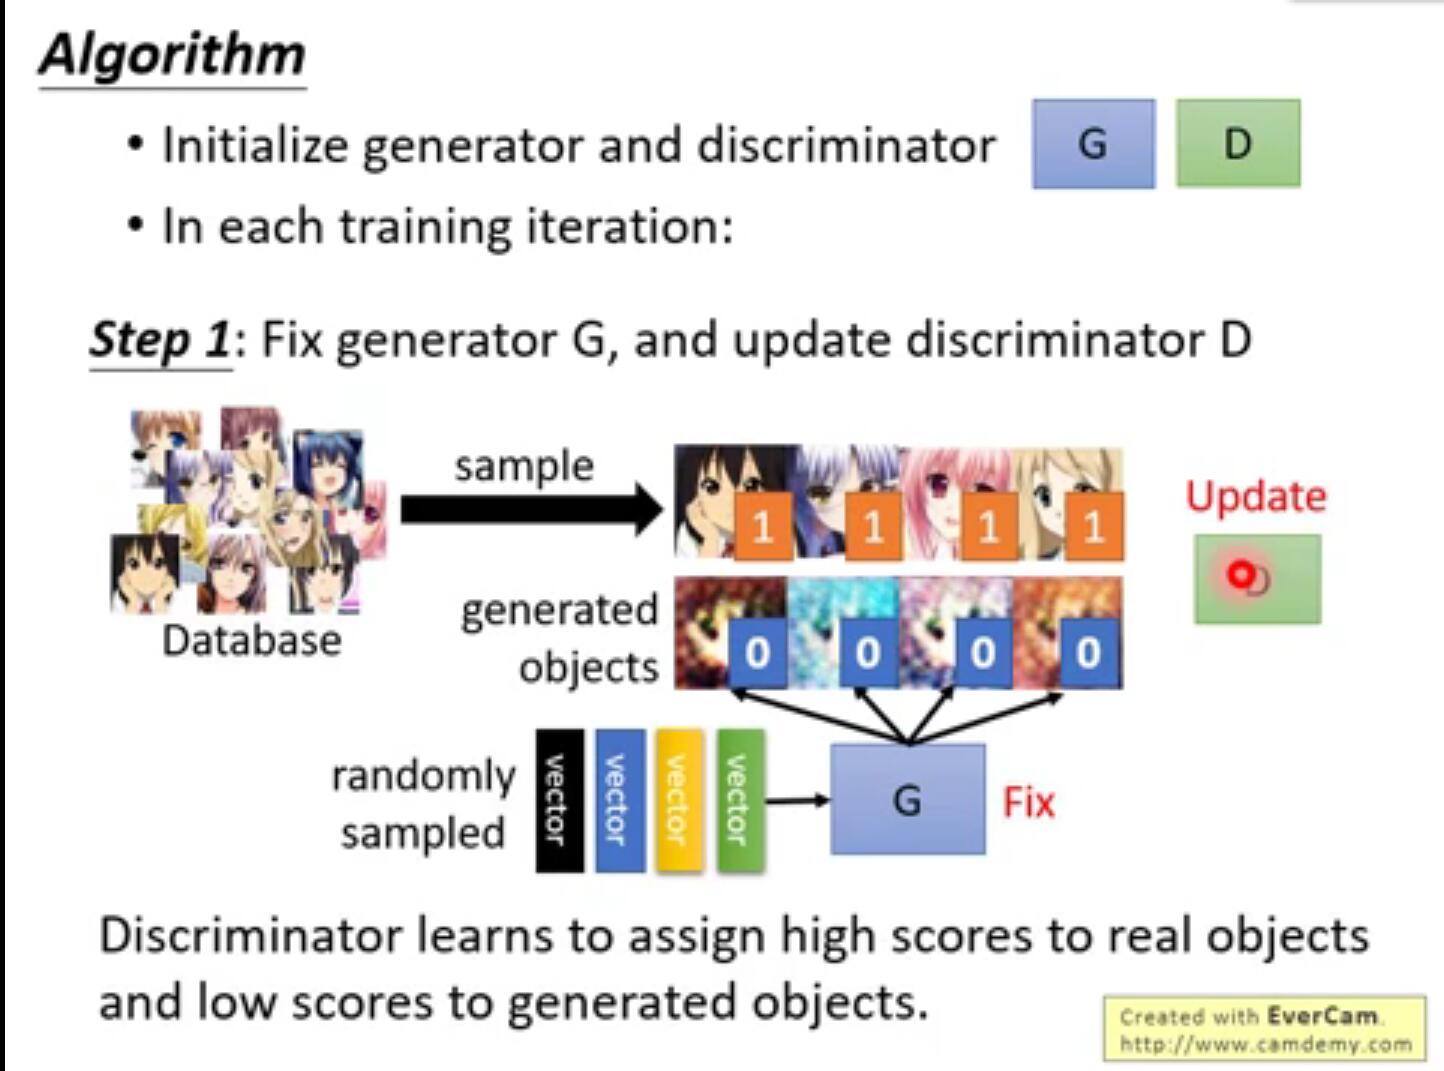 Algorithm
• Initialize generator and discriminator G D
• In each training iteration:
Step 1: Fix generator G, and update discriminator D
sample
1 1 1 1
Update
D
Database
generated
objects
0 0 0 0
randomly
sampled
vector vector vector vector
G
Fix
Discriminator learns to assign high scores to real objects
and low scores to generated objects.
Created with EverCam.
http://www.camdemy.com